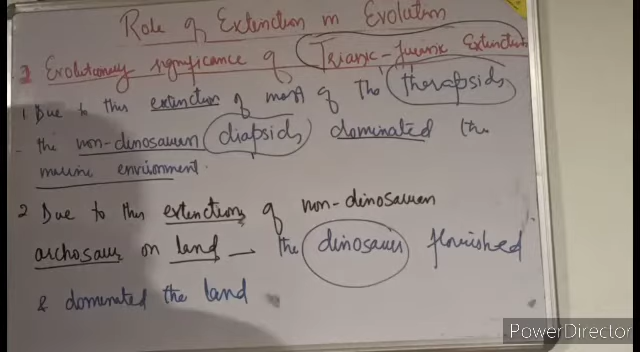 Role of Extinction in Evolution
3 Evolutionary significance of Triassic-Jurassic Extinction
1. Due to this extinction of most of the therapsids
- the non-dinosaurian diapsids dominated the
marine environment.
2 Due to this extinction of non-dinosaurian
archosaurs on land — the dinosaurs flourished
& dominated the land
PowerDirector